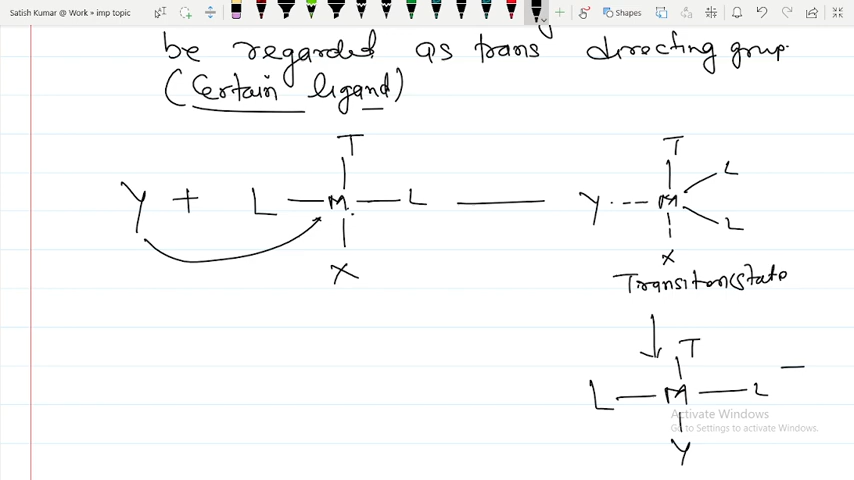 Satish Kumar @ Work » imp topic
Shapes
be regarded as trans directing group.
(Certain ligand)
T
Y + L — M — L —— Y --- M
L
L
X
T
X
Transition state
T
L — M — L
Y
Activate Windows
Go to Settings to activate Windows.